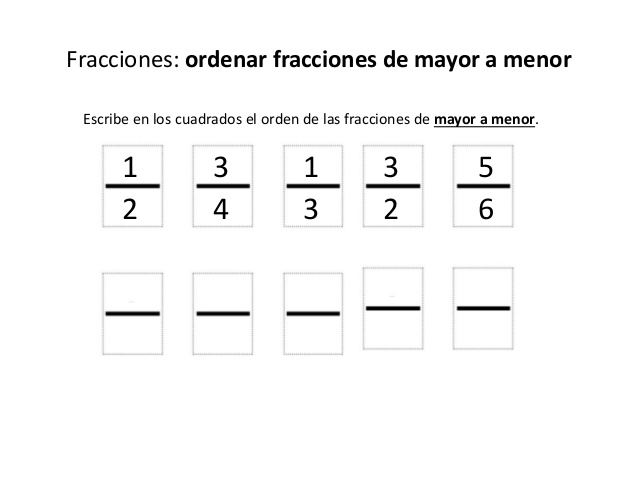 Fracciones: ordenar fracciones de mayor a menor
Escribe en los cuadrados el orden de las fracciones de mayor a menor.
1 3 1 3 5
2 4 3 2 6